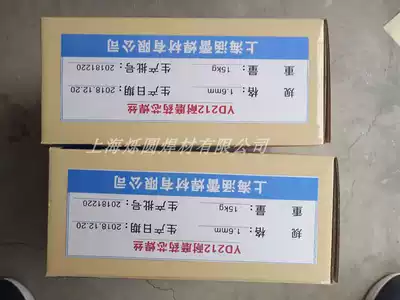 YD212耐磨药芯焊丝
规 格：1.6mm 生产日期：2018.12.20
重 量：15kg 生产批号：20181220
上海涵雷焊材有限公司
上海烁圆焊材有限公司
YD212耐磨药芯焊丝
规 格：1.6mm 生产日期：2018.12.20
重 量：15kg 生产批号：20181220
上海涵雷焊材有限公司